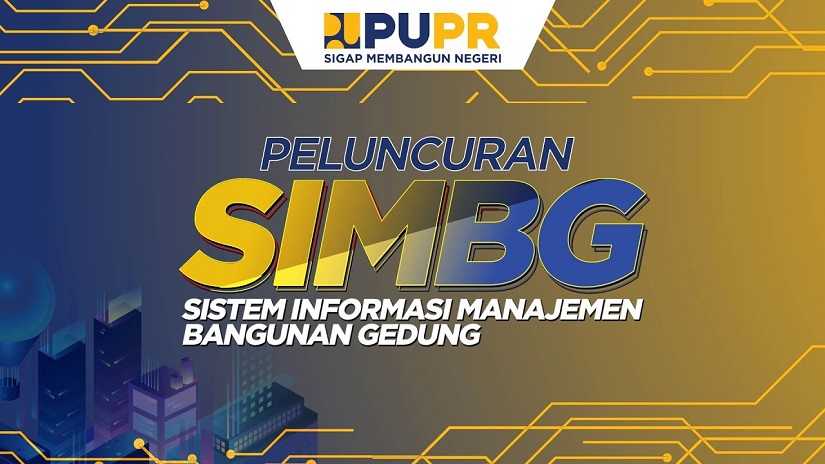 PUPR
SIGAP MEMBANGUN NEGERI
PELUNCURAN
SIMBG
SISTEM INFORMASI MANAJEMEN
BANGUNAN GEDUNG